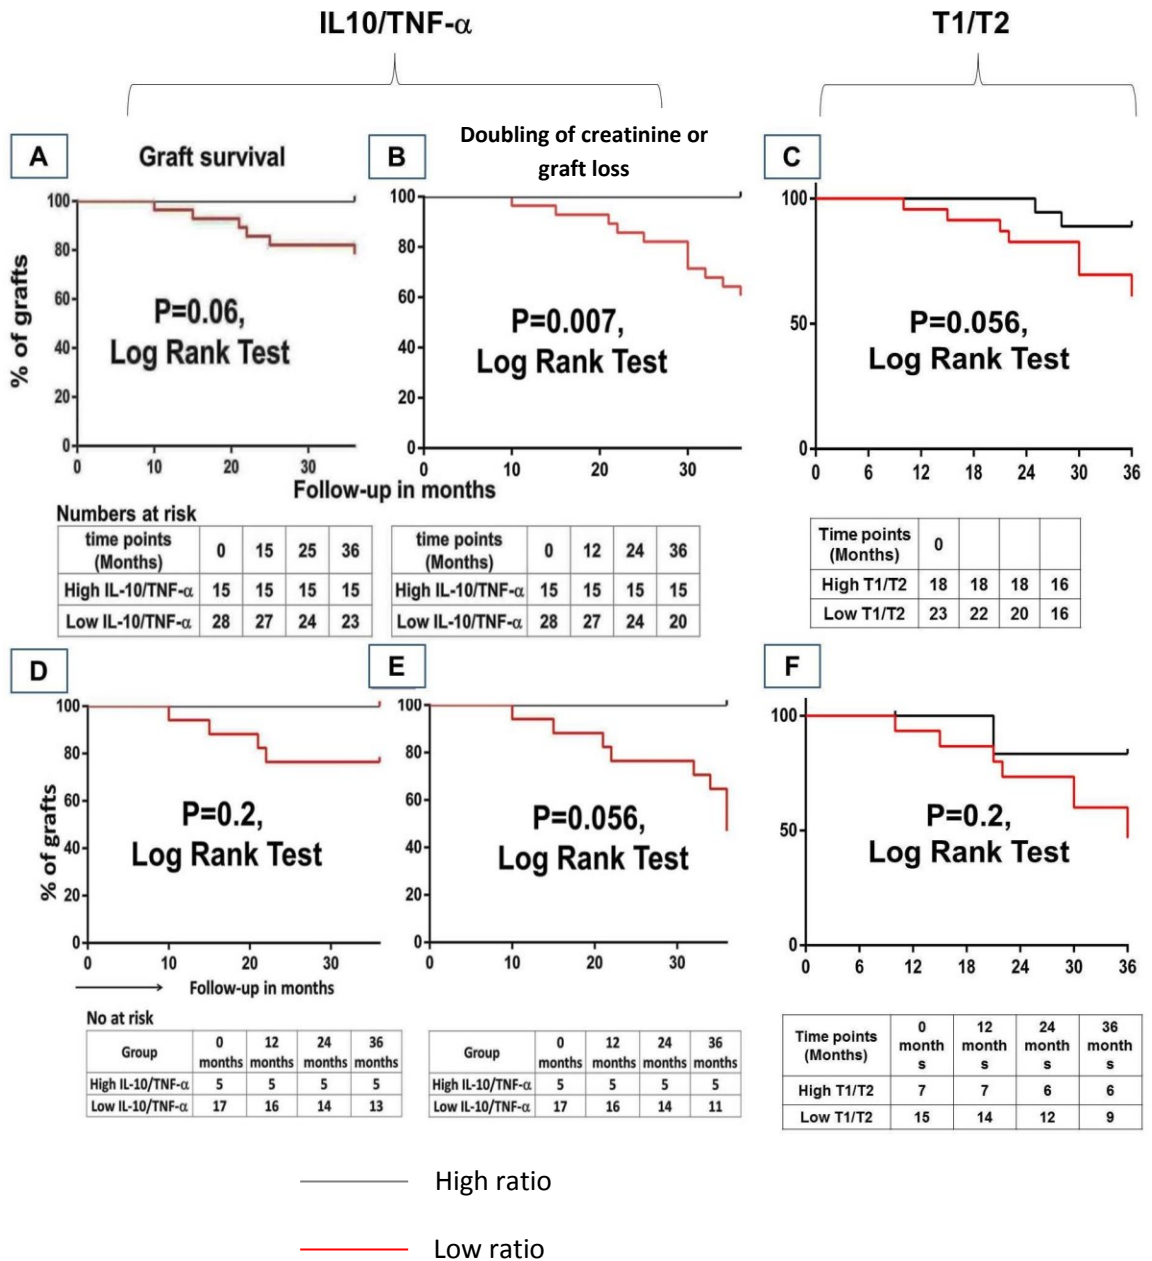 IL10/TNF-α
T1/T2
A
Graft survival
B
Doubling of creatinine or
graft loss
C
% of grafts
100
80
60
40
20
0
P=0.06,
Log Rank Test
0 10 20 30
100
80
60
40
20
0
P=0.007,
Log Rank Test
0 10 20 30
Follow-up in months
100
50
0
P=0.056,
Log Rank Test
0 6 12 18 24 30 36
Numbers at risk
time points (Months) 0 15 25 36
High IL-10/TNF-α 15 15 15 15
Low IL-10/TNF-α 28 27 24 23
time points (Months) 0 12 24 36
High IL-10/TNF-α 15 15 15 15
Low IL-10/TNF-α 28 27 24 20
Time points (Months) 0
High T1/T2 18 18 18 16
Low T1/T2 23 22 20 16
D
E
F
% of grafts
100
80
60
40
20
0
P=0.2,
Log Rank Test
0 10 20 30
Follow-up in months
100
80
60
40
20
0
P=0.056,
Log Rank Test
0 10 20 30
100
50
0
P=0.2,
Log Rank Test
0 6 12 18 24 30 36
No at risk
Group 0 months 12 months 24 months 36 months
High IL-10/TNF-α 5 5 5 5
Low IL-10/TNF-α 17 16 14 13
Group 0 months 12 months 24 months 36 months
High IL-10/TNF-α 5 5 5 5
Low IL-10/TNF-α 17 16 14 11
Time points (Months) 0 month s 12 month s 24 month s 36 month s
High T1/T2 7 7 6 6
Low T1/T2 15 14 12 9
High ratio
Low ratio